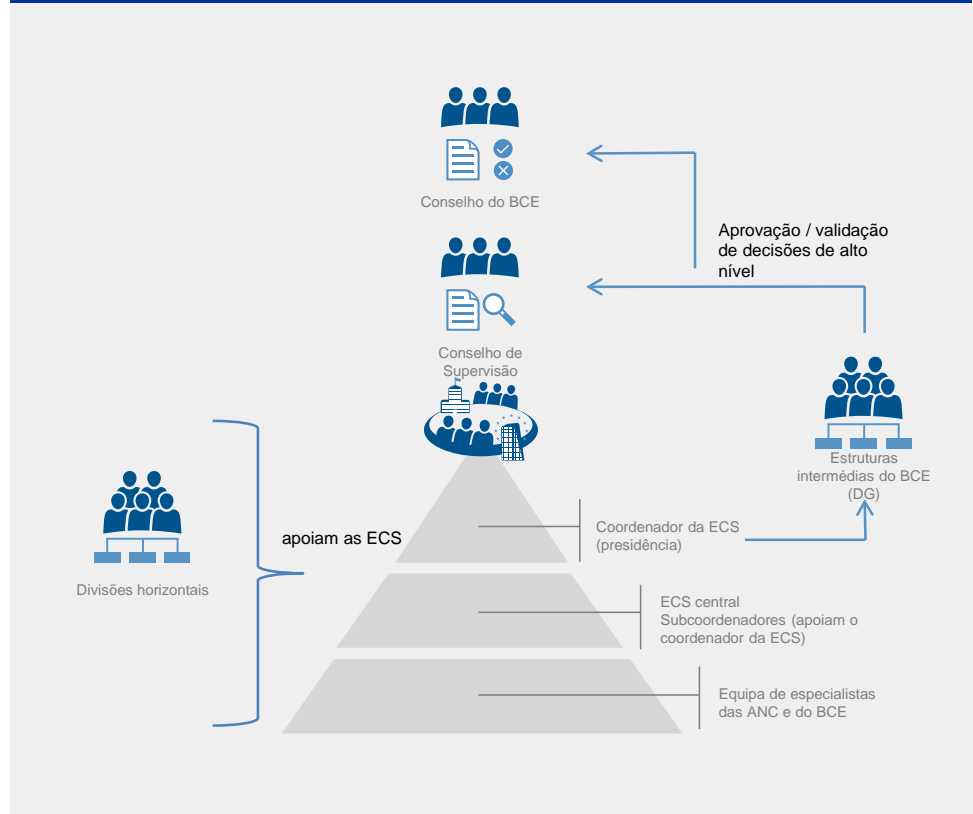 Conselho do BCE
Aprovação / validação
de decisões de alto
nível
Conselho de
Supervisão
Estruturas
intermédias do BCE
(DG)
Coordenador da ECS
(presidência)
apoiam as ECS
Divisões horizontais
ECS central
Subcoordenadores (apoiam o
coordenador da ECS)
Equipa de especialistas
das ANC e do BCE